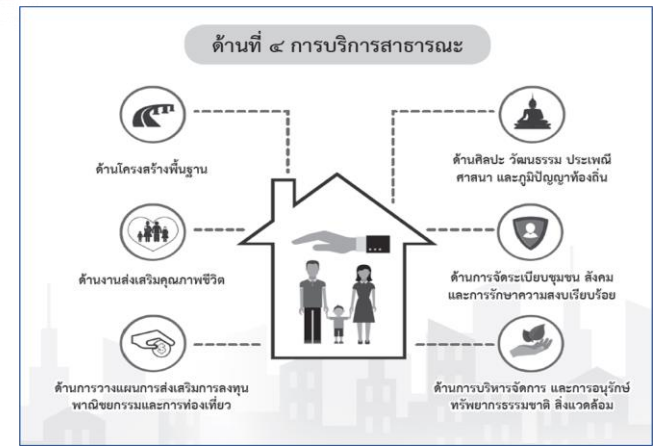 ด้านที่ ๔ การบริการสาธารณะ
ด้านโครงสร้างพื้นฐาน
ด้านศิลปะ วัฒนธรรม ประเพณี
ศาสนา และภูมิปัญญาท้องถิ่น
ด้านงานส่งเสริมคุณภาพชีวิต
ด้านการจัดระเบียบชุมชน สังคม
และการรักษาความสงบเรียบร้อย
ด้านการวางแผนการส่งเสริมการลงทุน
พาณิชยกรรมและการท่องเที่ยว
ด้านการบริหารจัดการ และการอนุรักษ์
ทรัพยากรธรรมชาติ สิ่งแวดล้อม